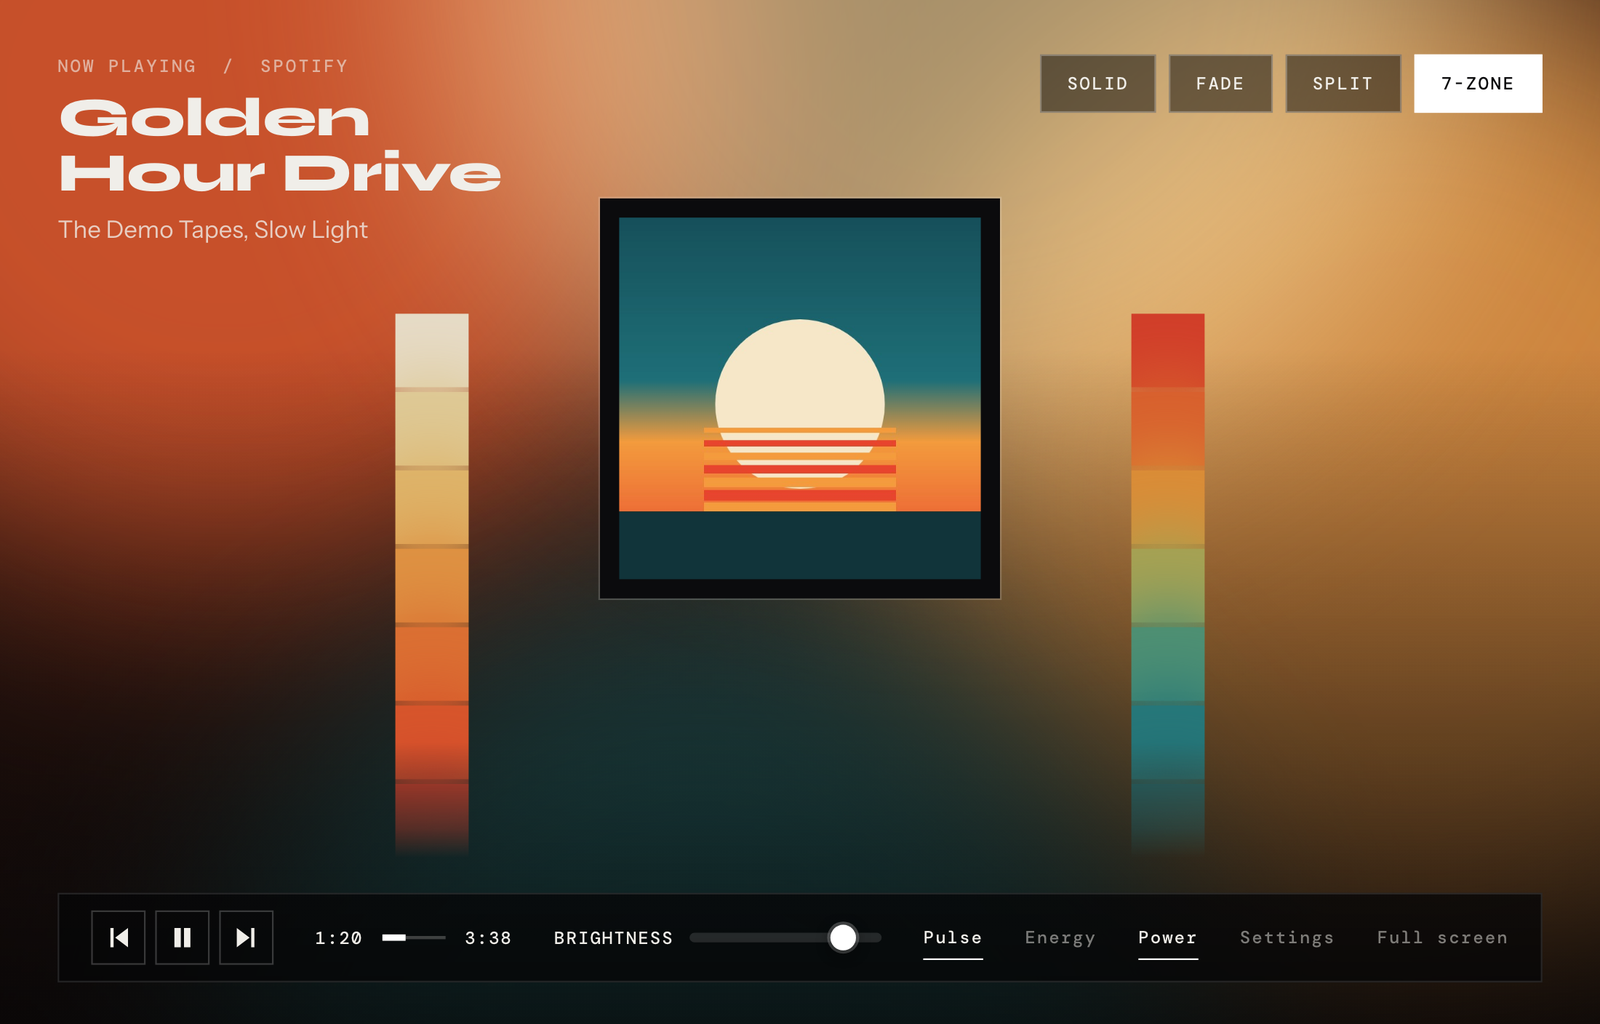 NOW PLAYING / SPOTIFY
Golden
Hour Drive
The Demo Tapes, Slow Light
SOLID FADE SPLIT 7-ZONE
1:20 3:38 BRIGHTNESS Pulse Energy Power Settings Full screen